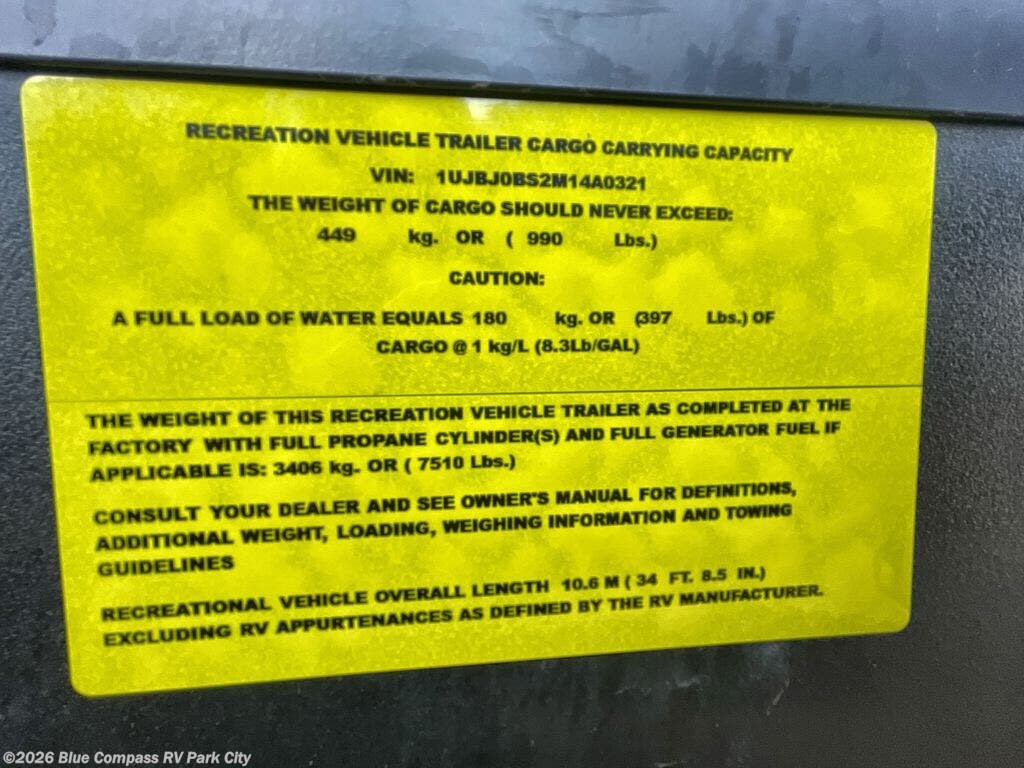 RECREATION VEHICLE TRAILER CARGO CARRYING CAPACITY
VIN: 1UJBJ0BS2M14A0321
THE WEIGHT OF CARGO SHOULD NEVER EXCEED:
449 kg. OR ( 990 Lbs.)
CAUTION:
A FULL LOAD OF WATER EQUALS 180 kg. OR (397 Lbs.) OF
CARGO @ 1 kg/L (8.3Lb/GAL)
THE WEIGHT OF THIS RECREATION VEHICLE TRAILER AS COMPLETED AT THE
FACTORY WITH FULL PROPANE CYLINDER(S) AND FULL GENERATOR FUEL IF
APPLICABLE IS: 3406 kg. OR ( 7510 Lbs.)
CONSULT YOUR DEALER AND SEE OWNER'S MANUAL FOR DEFINITIONS,
ADDITIONAL WEIGHT, LOADING, WEIGHING INFORMATION AND TOWING
GUIDELINES
RECREATIONAL VEHICLE OVERALL LENGTH 10.6 M ( 34 FT. 8.5 IN.)
EXCLUDING RV APPURTENANCES AS DEFINED BY THE RV MANUFACTURER.
©2026 Blue Compass RV Park City